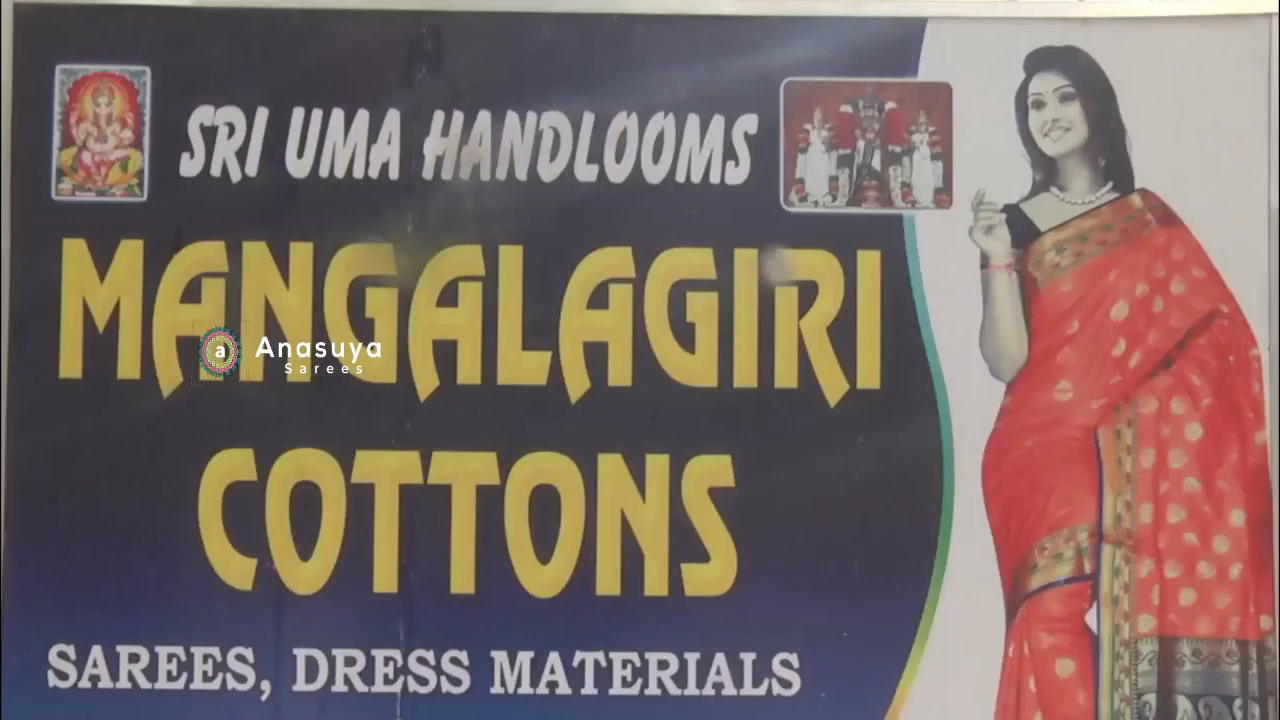 SRI UMA HANDLOOMS
MANGALAGIRI
a Anasuya
Sarees
COTTONS
SAREES, DRESS MATERIALS